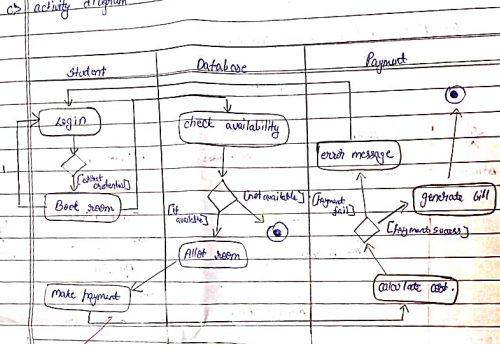 c) activity diagram
Student
Database
Payment
Login
check availability
error message
[correct
credential]
Book room
[if
available]
[not available]
[Payment
fail]
generate bill
[Payment success]
Allot room
make payment
calculate cost.